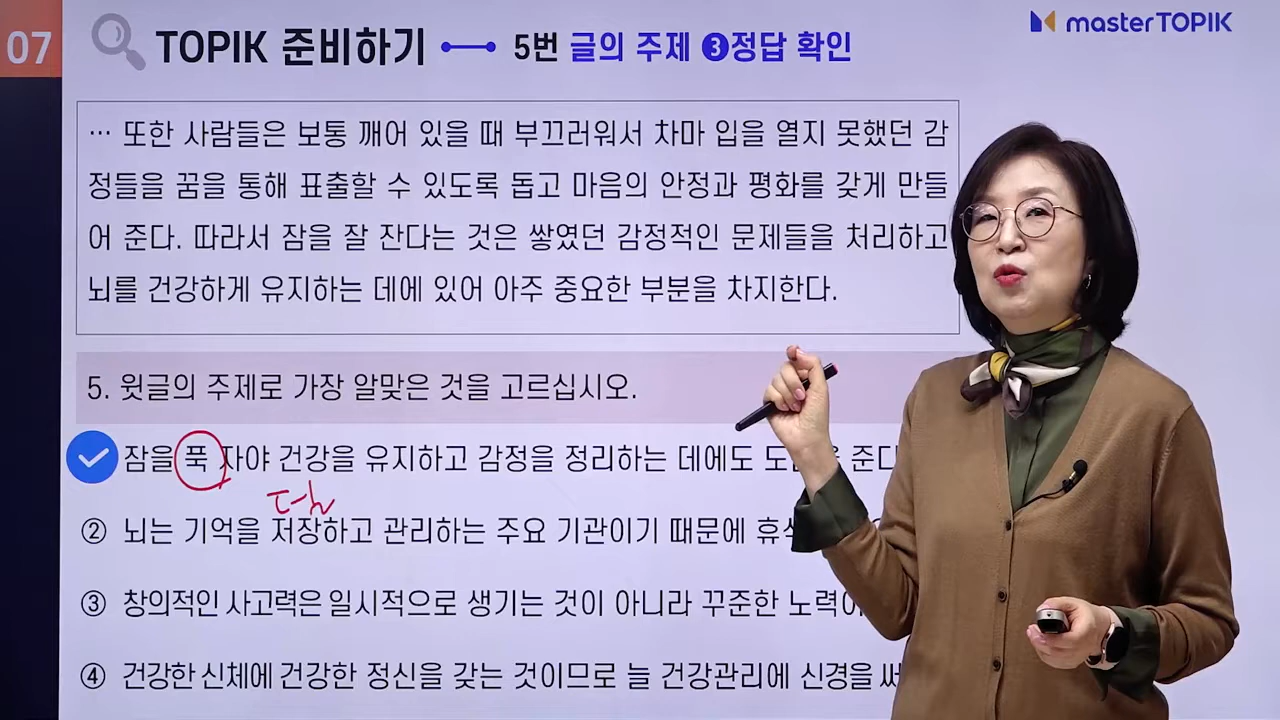 07
TOPIK 준비하기
5번 글의 주제 ❸정답 확인
masterTOPIK
… 또한 사람들은 보통 깨어 있을 때 부끄러워서 차마 입을 열지 못했던 감
정들을 꿈을 통해 표출할 수 있도록 돕고 마음의 안정과 평화를 갖게 만들
어 준다. 따라서 잠을 잘 잔다는 것은 쌓였던 감정적인 문제들을 처리하고
뇌를 건강하게 유지하는 데에 있어 아주 중요한 부분을 차지한다.
5. 윗글의 주제로 가장 알맞은 것을 고르십시오.
잠을 푹 자야 건강을 유지하고 감정을 정리하는 데에도 준다
② 뇌는 기억을 저장하고 관리하는 주요 기관이기 때문에
③ 창의적인 사고력은 일시적으로 생기는 것이 아니라 꾸준한
④ 건강한 신체에 건강한 정신을 갖는 것이므로 늘 건강관리에 신경을